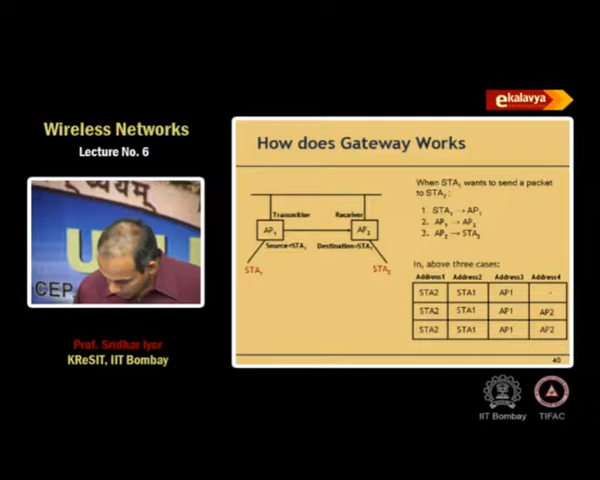 ekalavya
Wireless Networks
Lecture No. 6
How does Gateway Works
When STA1 wants to send a packet
to STA2 :
1. STA1 → AP1
2. AP1 → AP2
3. AP2 → STA2
Transmitter
Receiver
AP1
AP2
Source=STA1
Destination=STA2
STA1
STA2
In, above three cases:
Address1 Address2 Address3 Address4
STA2 STA1 AP1 -
STA2 STA1 AP1 AP2
STA2 STA1 AP1 AP2
40
CEP,
Prof. Sridhar Iyer
KReSIT, IIT Bombay
IIT Bombay
TIFAC